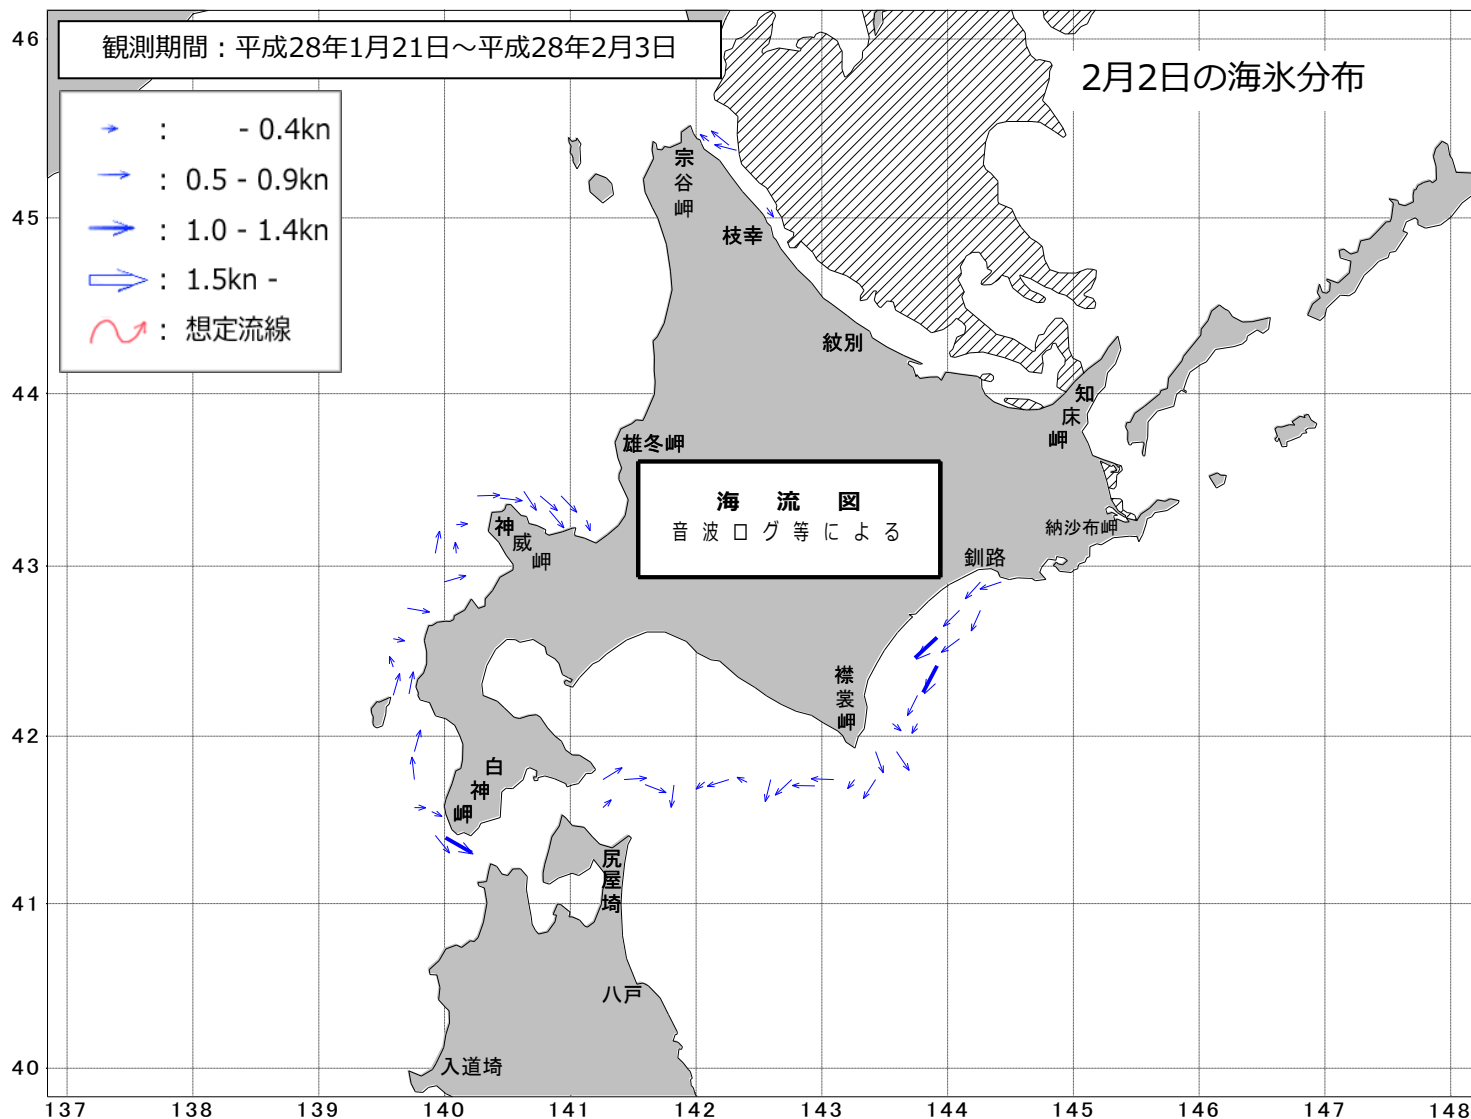 観測期間：平成28年1月21日～平成28年2月3日
2月2日の海氷分布
： - 0.4kn
： 0.5 - 0.9kn
： 1.0 - 1.4kn
： 1.5kn -
： 想定流線
宗谷岬
枝幸
紋別
知床岬
雄冬岬
海 流 図
音波ログ等による
納沙布岬
釧路
神威岬
襟裳岬
白神岬
尻屋埼
八戸
入道埼
46
45
44
43
42
41
40
137 138 139 140 141 142 143 144 145 146 147 148